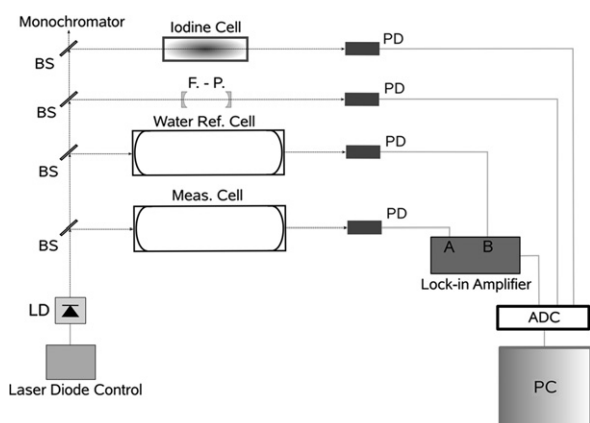 Monochromator
Iodine Cell
PD
BS
F. - P.
PD
BS
Water Ref. Cell
PD
BS
Meas. Cell
PD
BS
A B
Lock-in Amplifier
LD
ADC
Laser Diode Control
PC